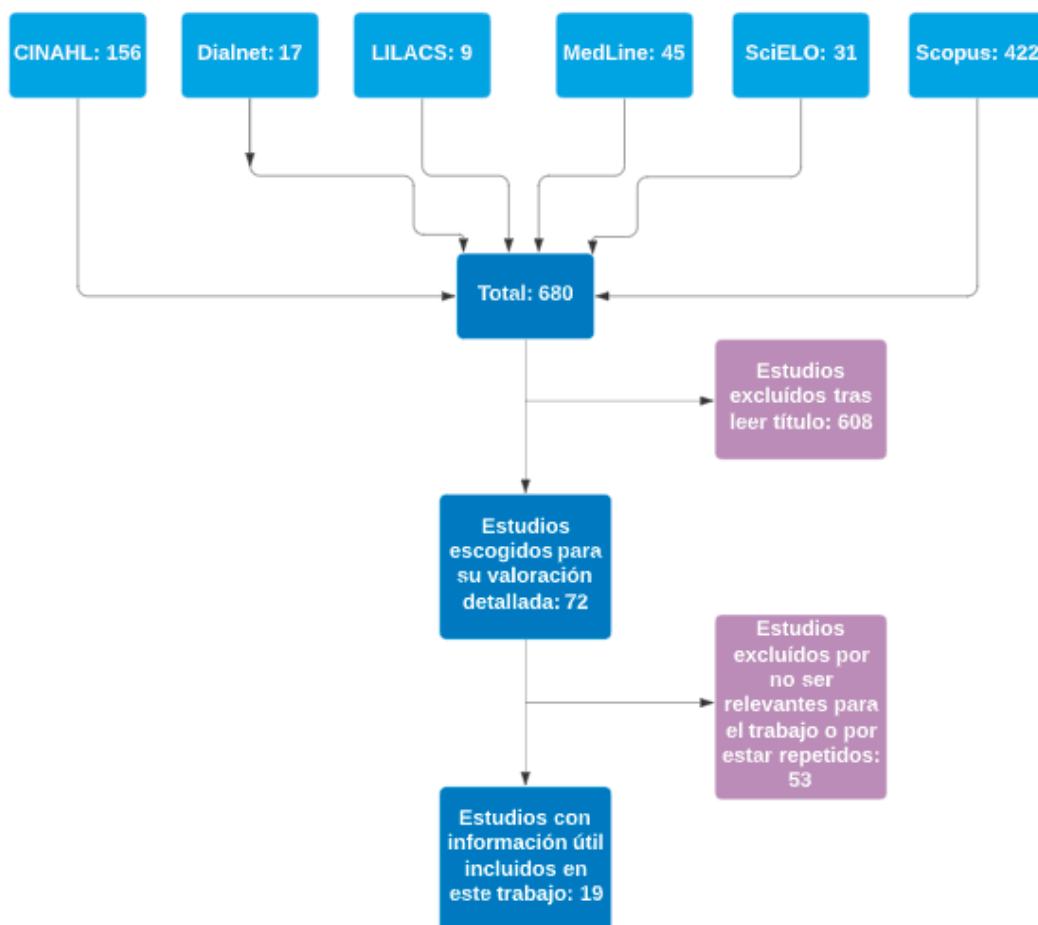 CINAHL: 156
Dialnet: 17
LILACS: 9
MedLine: 45
SciELO: 31
Scopus: 422
Total: 680
Estudios
excluídos tras
leer título: 608
Estudios
escogidos para
su valoración
detallada: 72
Estudios
excluídos por
no ser
relevantes para
el trabajo o por
estar repetidos:
53
Estudios con
información útil
incluidos en
este trabajo: 19